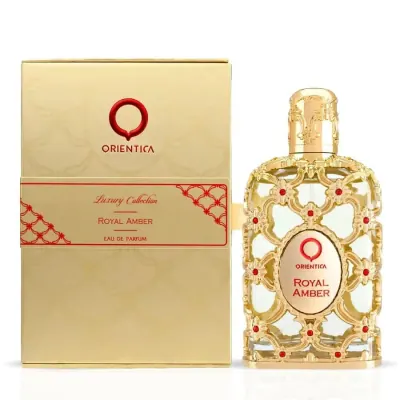 ORIENTICA
Luxury Collection
ROYAL AMBER
EAU DE PARFUM
ORIENTICA
ROYAL
AMBER